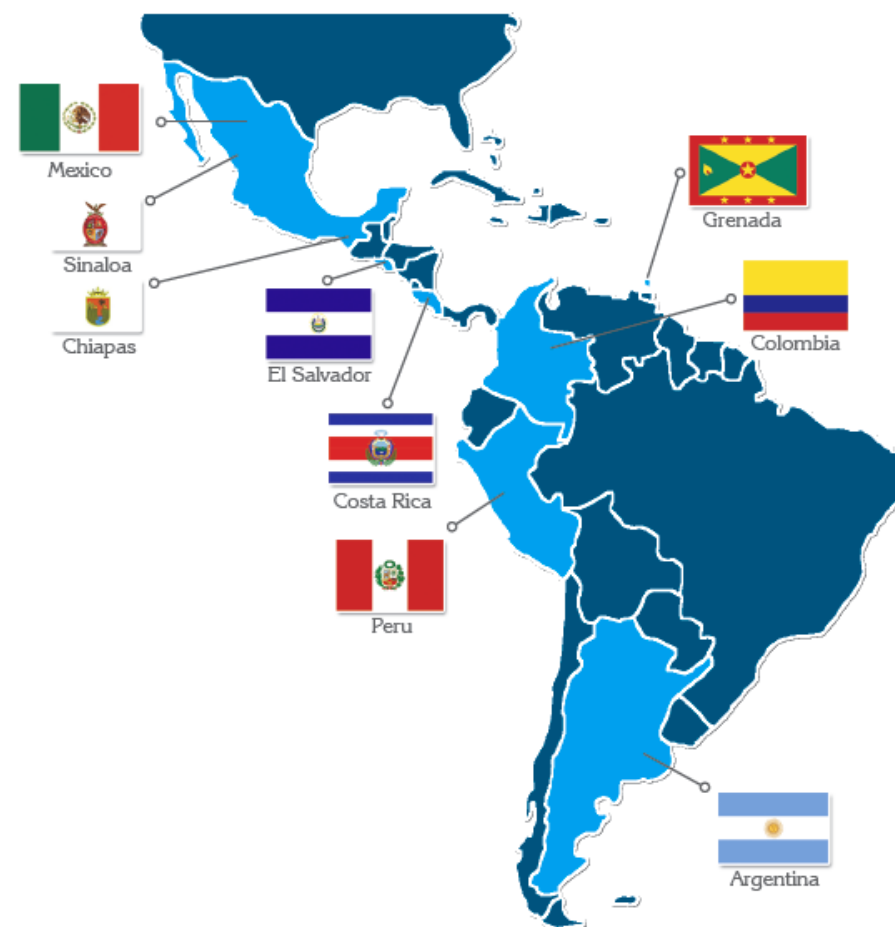 Mexico
Grenada
Sinaloa
Chiapas
Colombia
El Salvador
Costa Rica
Peru
Argentina